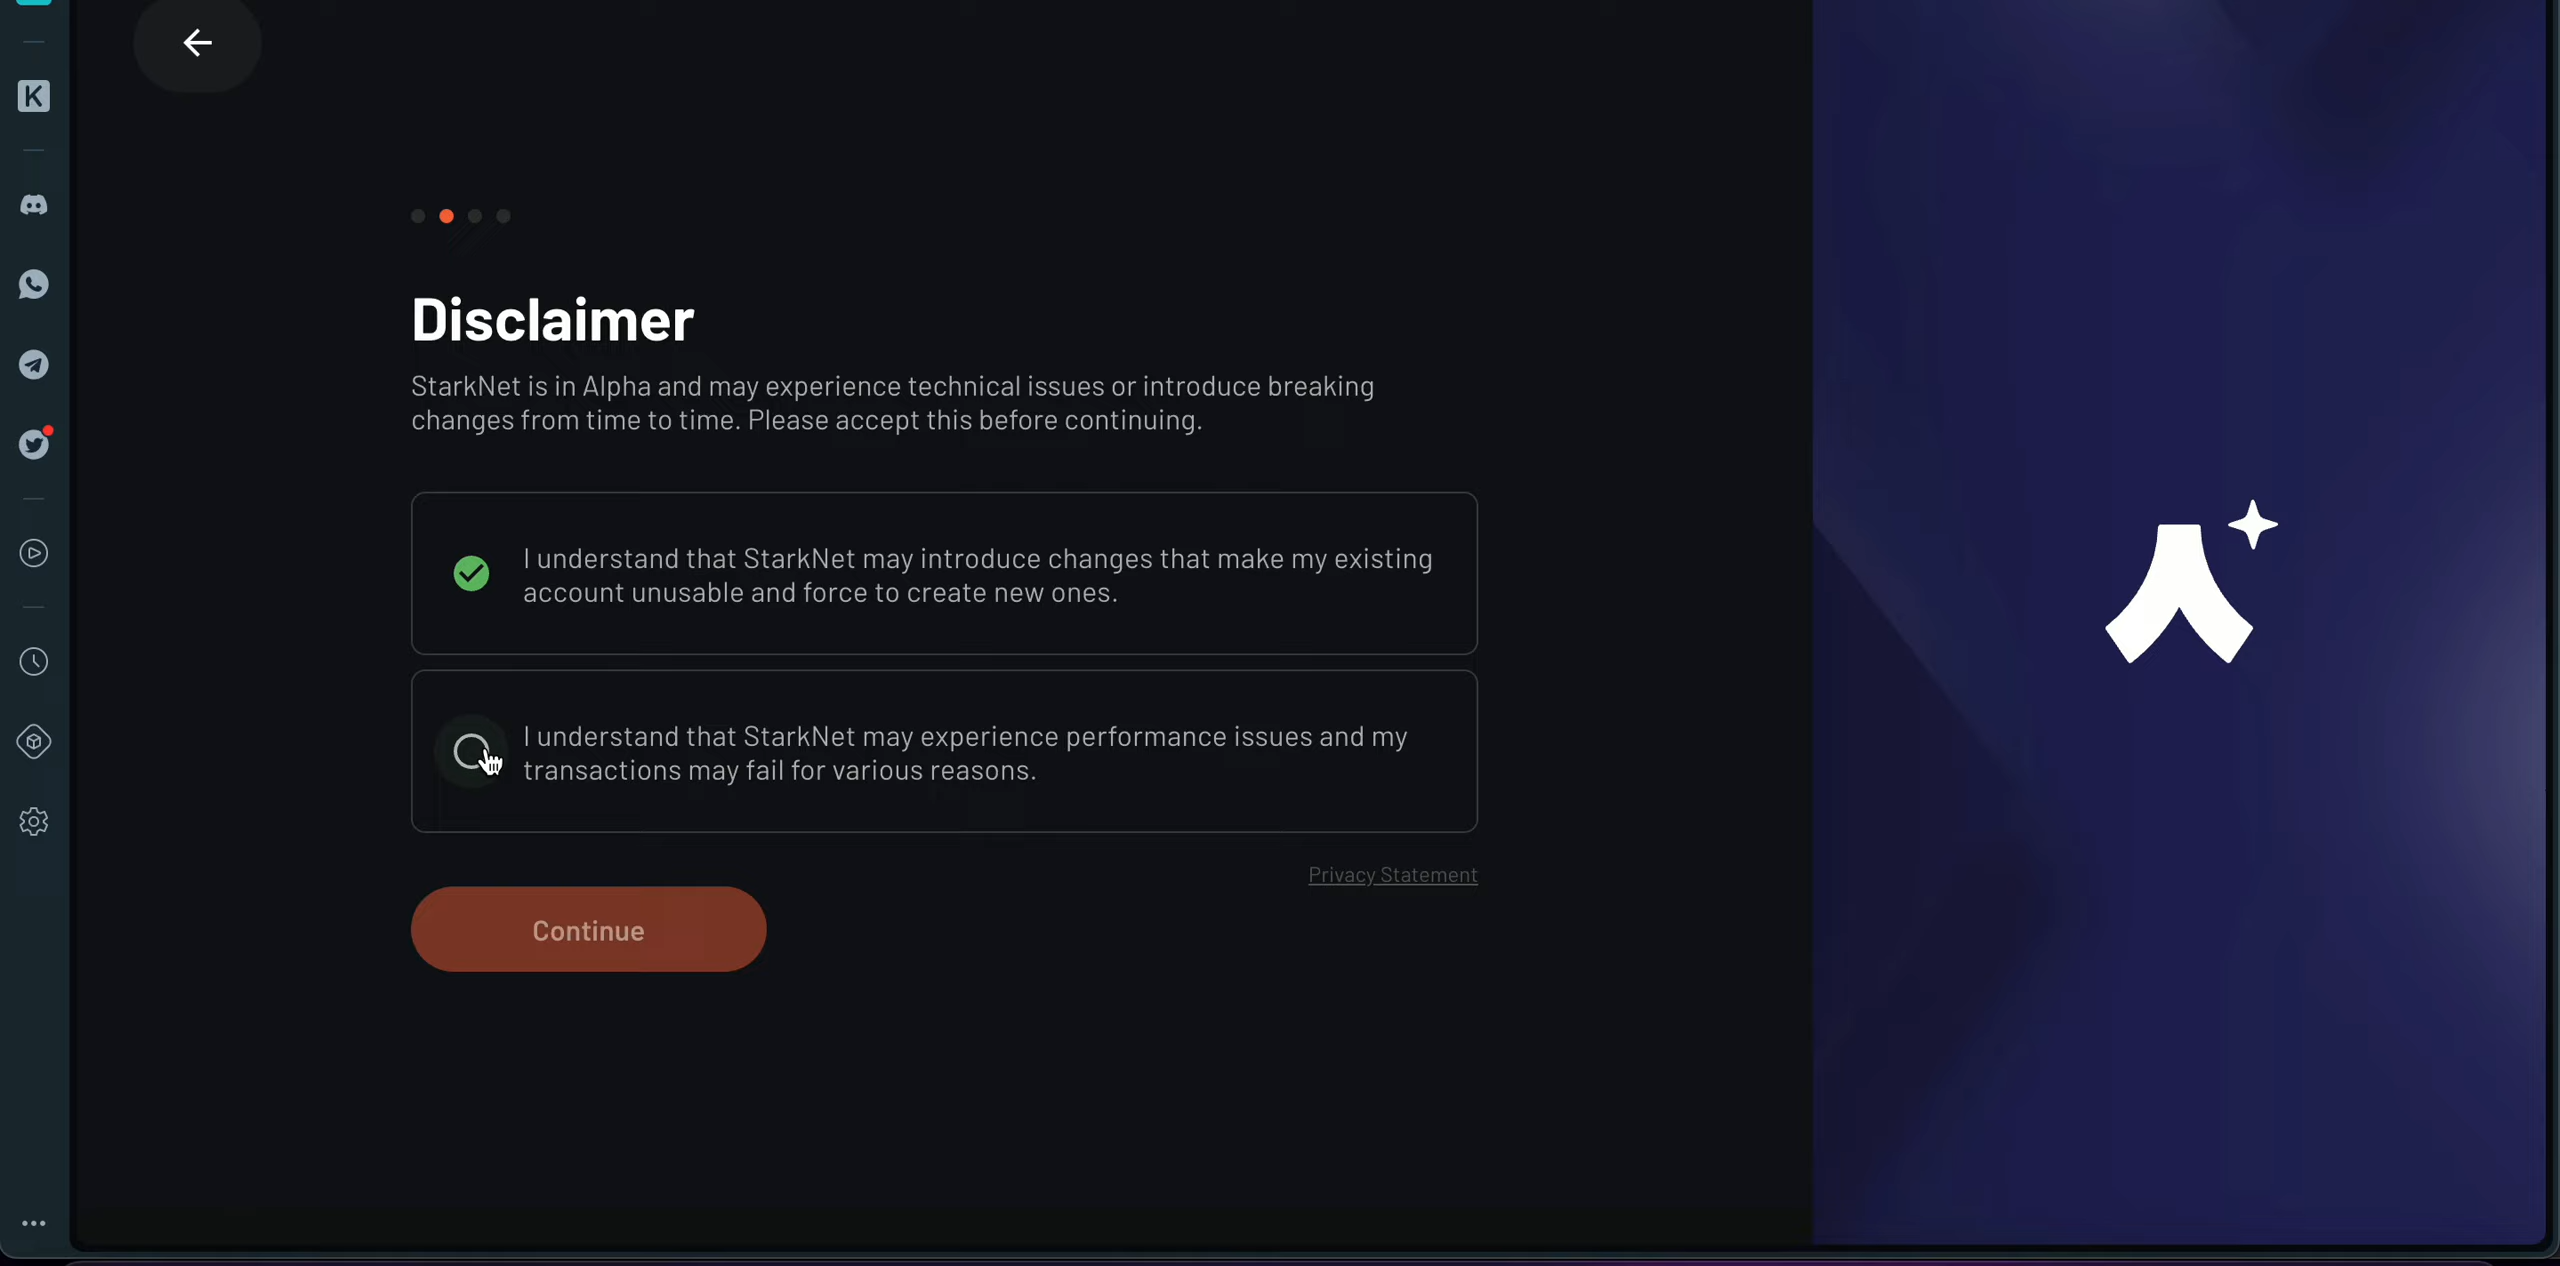 K
Disclaimer
StarkNet is in Alpha and may experience technical issues or introduce breaking
changes from time to time. Please accept this before continuing.
I understand that StarkNet may introduce changes that make my existing
account unusable and force to create new ones.
I understand that StarkNet may experience performance issues and my
transactions may fail for various reasons.
Privacy Statement
Continue